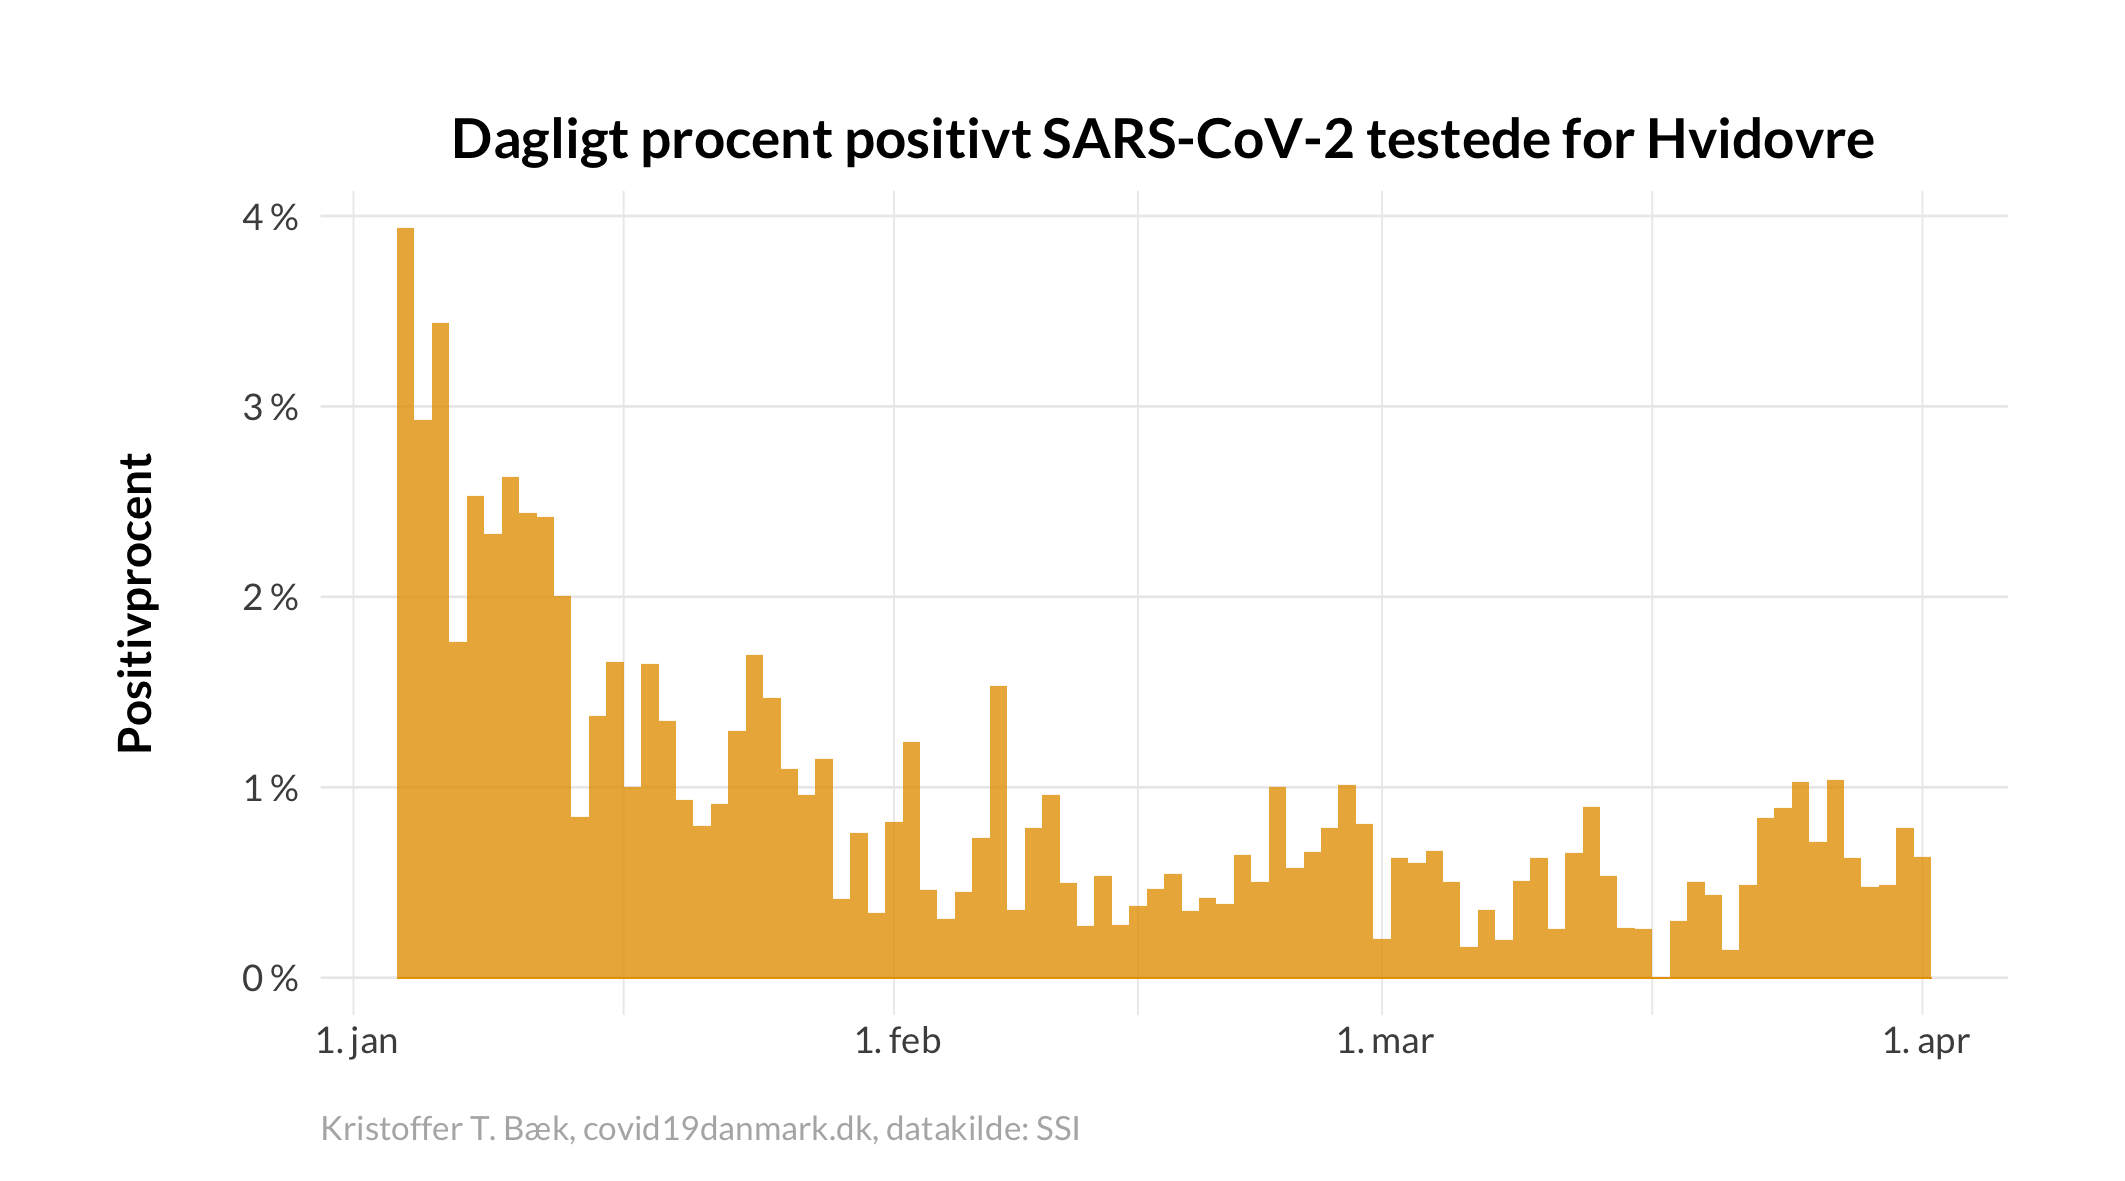 Dagligt procent positivt SARS-CoV-2 testede for Hvidovre
Positivprocent
4 %
3 %
2 %
1 %
0 %
1. jan
1. feb
1. mar
1. apr
Kristoffer T. Bæk, covid19danmark.dk, datakilde: SSI